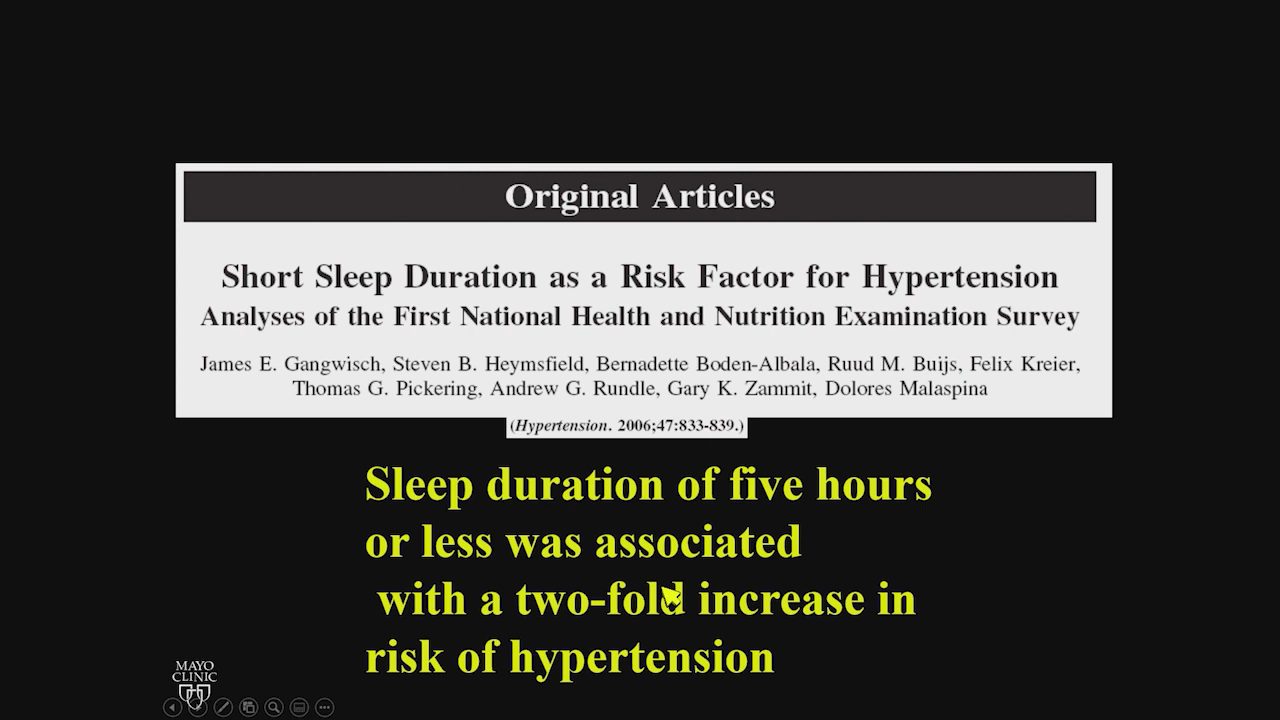 Original Articles
Short Sleep Duration as a Risk Factor for Hypertension
Analyses of the First National Health and Nutrition Examination Survey
James E. Gangwisch, Steven B. Heymsfield, Bernadette Boden-Albala, Ruud M. Buijs, Felix Kreier,
Thomas G. Pickering, Andrew G. Rundle, Gary K. Zammit, Dolores Malaspina
(Hypertension. 2006;47:833-839.)
Sleep duration of five hours
or less was associated
with a two-fold increase in
risk of hypertension
MAYO
CLINIC